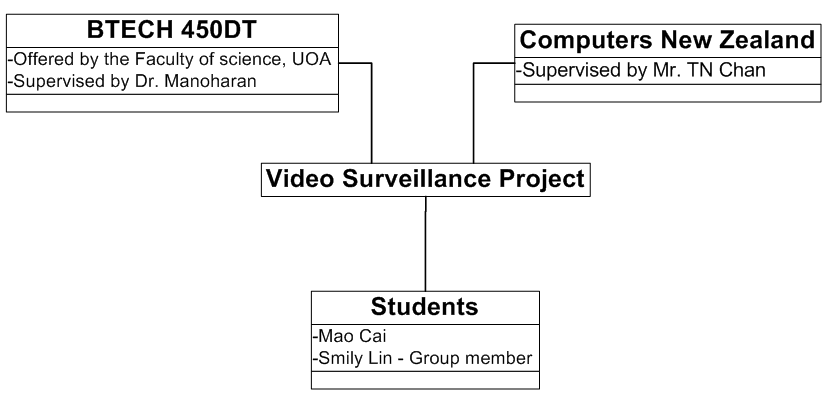 BTECH 450DT
-Offered by the Faculty of science, UOA
-Supervised by Dr. Manoharan
Computers New Zealand
-Supervised by Mr. TN Chan
Video Surveillance Project
Students
-Mao Cai
-Smily Lin - Group member